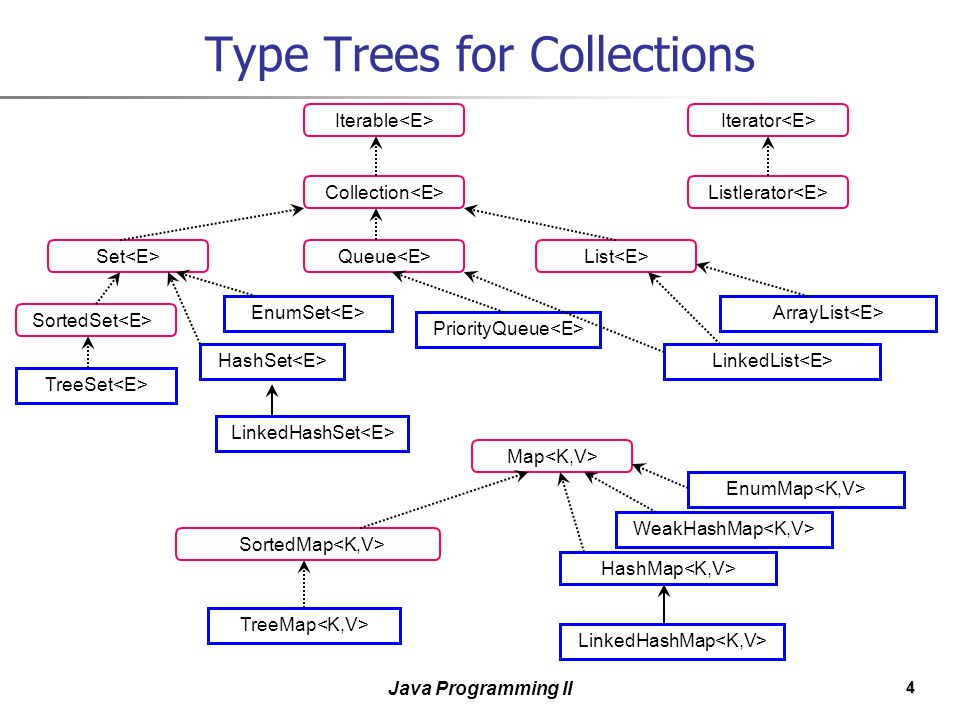 Type Trees for Collections
Iterable<E>
Iterator<E>
Collection<E>
ListIerator<E>
Set<E>
Queue<E>
List<E>
SortedSet<E>
EnumSet<E>
PriorityQueue<E>
ArrayList<E>
HashSet<E>
LinkedList<E>
TreeSet<E>
LinkedHashSet<E>
Map<K,V>
EnumMap<K,V>
WeakHashMap<K,V>
SortedMap<K,V>
HashMap<K,V>
TreeMap<K,V>
LinkedHashMap<K,V>
Java Programming II
4